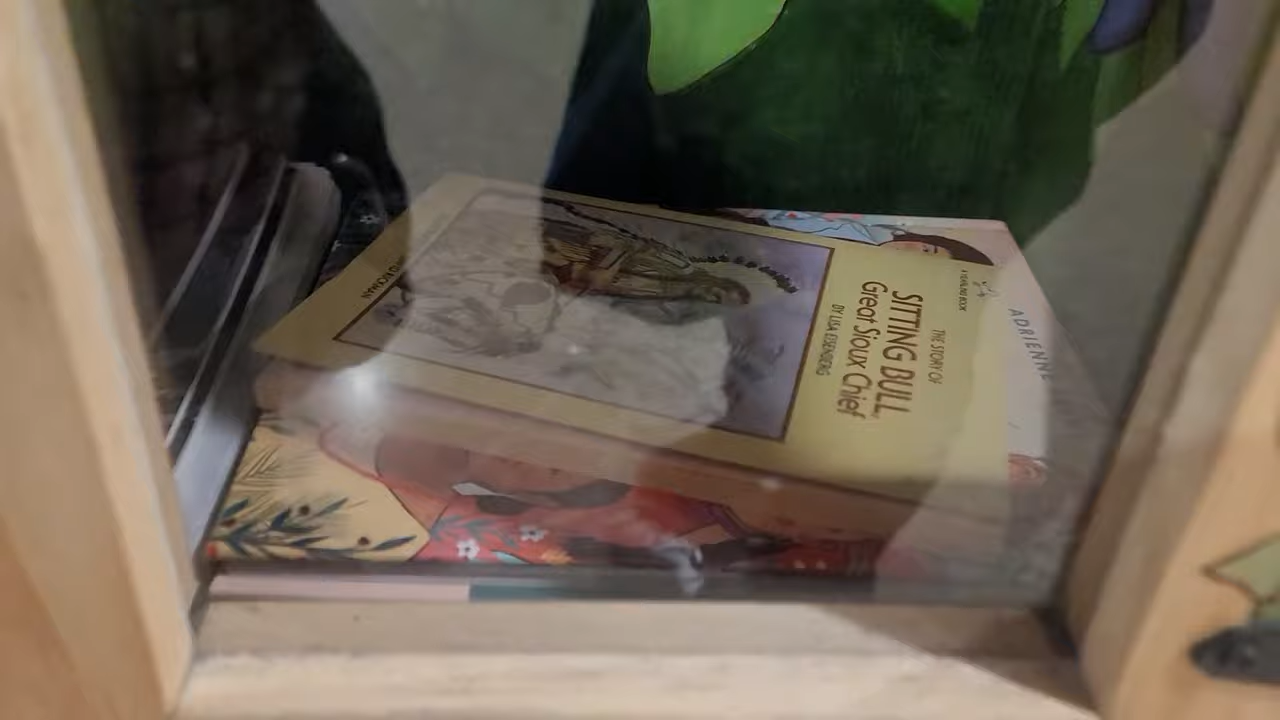 A YEARLING BOOK
THE STORY OF
SITTING BULL
Great Sioux Chief
BY LISA EISENBERG
ADRIENNE